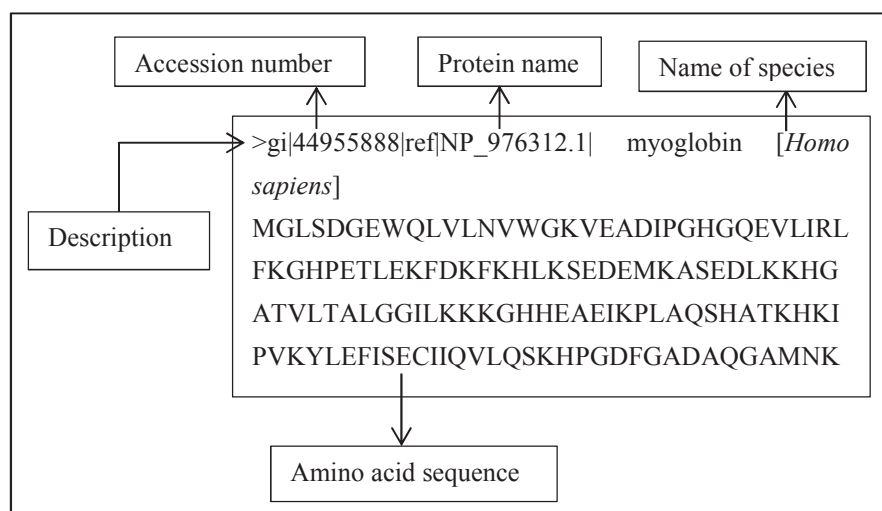 Accession number
Protein name
Name of species
>gi|44955888|ref|NP_976312.1| myoglobin [Homo
sapiens]
Description
MGLSDGEWQLVLNVWGKVEADIPGHGQEVLIRL
FKGHPETLEKFDKFKHLKSEDEMKASEDLKKHG
ATVLTALGGILKKKGHHEAEIKPLAQSHATKHKI
PVKYLEFISECIIQVLQSKHPGDFGADAQGAMNK
Amino acid sequence